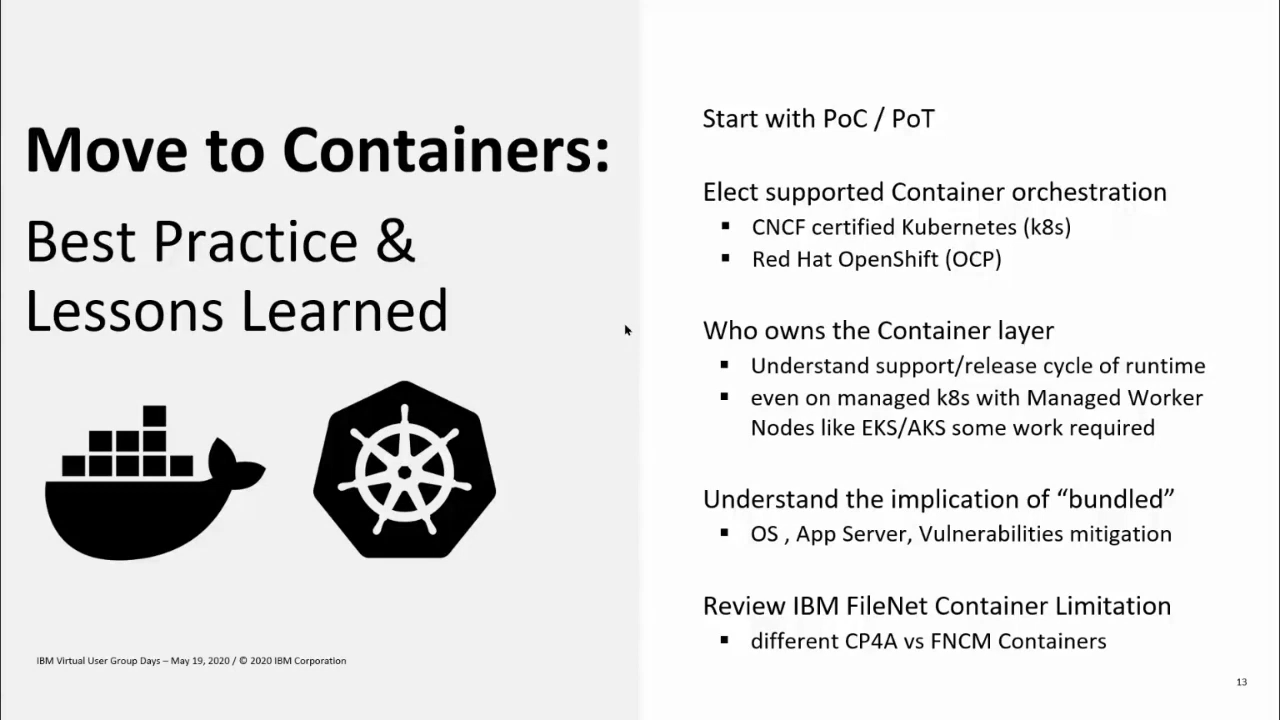 Move to Containers:
Best Practice &
Lessons Learned
IBM Virtual User Group Days – May 19, 2020 / © 2020 IBM Corporation
Start with PoC / PoT
Elect supported Container orchestration
▪ CNCF certified Kubernetes (k8s)
▪ Red Hat OpenShift (OCP)
Who owns the Container layer
▪ Understand support/release cycle of runtime
▪ even on managed k8s with Managed Worker
Nodes like EKS/AKS some work required
Understand the implication of “bundled”
▪ OS , App Server, Vulnerabilities mitigation
Review IBM FileNet Container Limitation
▪ different CP4A vs FNCM Containers
13